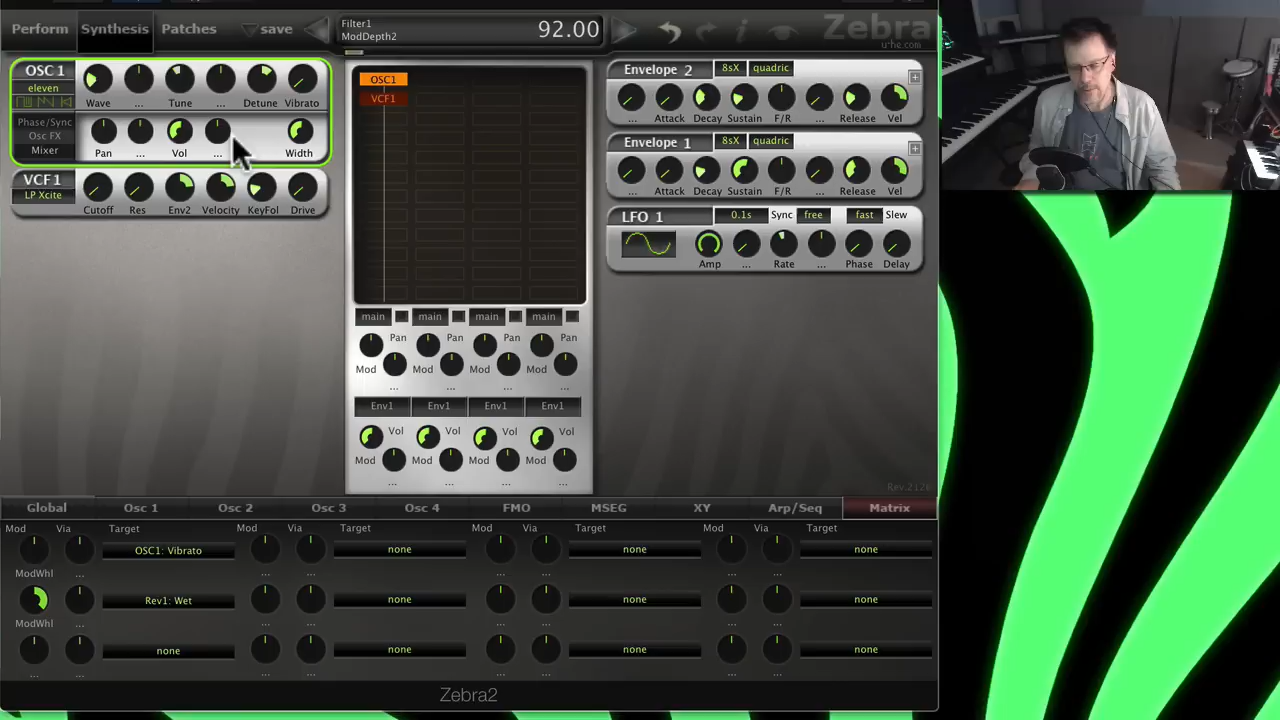 Perform Synthesis Patches save
Filter1
ModDepth2
92.00
Zebra
u-he.com
OSC 1
eleven
Wave ... Tune ... Detune Vibrato
Phase/Sync
Osc FX
Mixer
Pan ... Vol ... Width
VCF1
LP Xcite
Cutoff Res Env2 Velocity KeyFol Drive
OSC1
VCF1
main main main main
Pan Pan Pan Pan
Mod Mod Mod Mod
... ... ... ...
Env1 Env1 Env1 Env1
Vol Vol Vol Vol
Mod Mod Mod Mod
... ... ... ...
Envelope 2 8sX quadric
... Attack Decay Sustain F/R ... Release Vel
Envelope 1 8sX quadric
... Attack Decay Sustain F/R ... Release Vel
LFO 1 0.1s Sync free fast Slew
Amp ... Rate ... Phase Delay
Rev.2126
Global Osc 1 Osc 2 Osc 3 Osc 4 FMO MSEG XY Arp/Seq Matrix
Mod Via Target Mod Via Target Mod Via Target Mod Via Target
OSC1: Vibrato none none none
ModWhl ... ... ... ... ... ... ...
Rev1: Wet none none none
ModWhl ... ... ... ... ... ... ...
none none none none
... ... ... ... ... ... ... ...
Zebra2